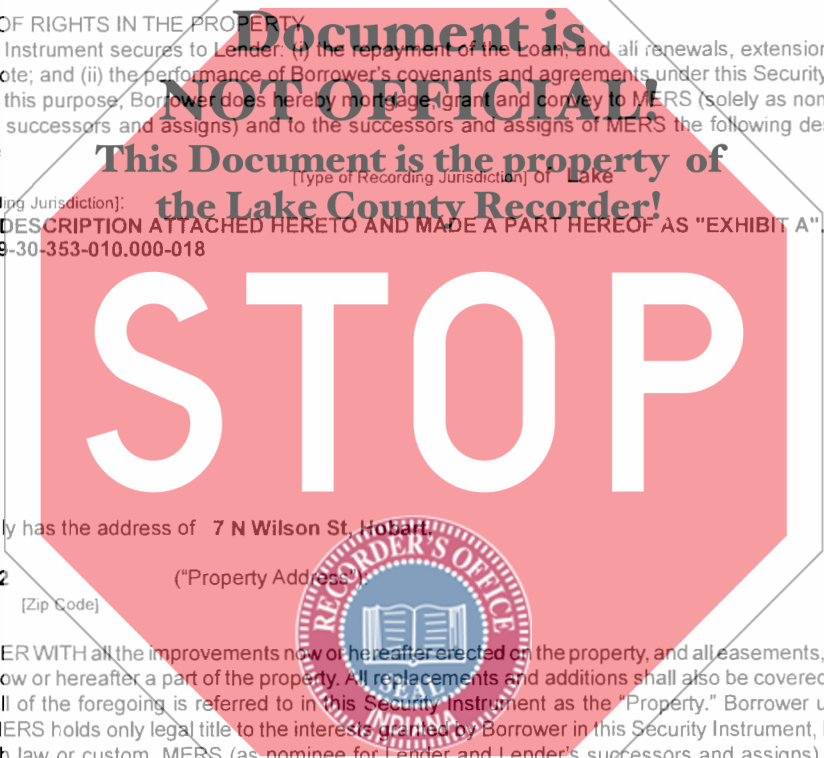 OF RIGHTS IN THE PROPERTY
Document is
Instrument secures to Lender: (i) the repayment of the Loan, and all renewals, extension
ote; and (ii) the performance of Borrower's covenants and agreements under this Security
NOT OFFICIAL!
this purpose, Borrower does hereby mortgage, grant and convey to MERS (solely as nom
successors and assigns) and to the successors and assigns of MERS the following des
This Document is the property of
[Type of Recording Jurisdiction] of Lake
the Lake County Recorder!
ing Jurisdiction]:
DESCRIPTION ATTACHED HERETO AND MADE A PART HEREOF AS "EXHIBIT A".
9-30-353-010.000-018
STOP
ly has the address of 7 N Wilson St, Hobart,
2 ("Property Address"):
[Zip Code]
RECORDER'S OFFICE
SEAL
INDIANA
ER WITH all the improvements now or hereafter erected on the property, and all easements,
ow or hereafter a part of the property. All replacements and additions shall also be covered
ll of the foregoing is referred to in this Security Instrument as the "Property." Borrower u
MERS holds only legal title to the interests granted by Borrower in this Security Instrument,
h law or custom, MERS (as nominee for Lender and Lender's successors and assigns)